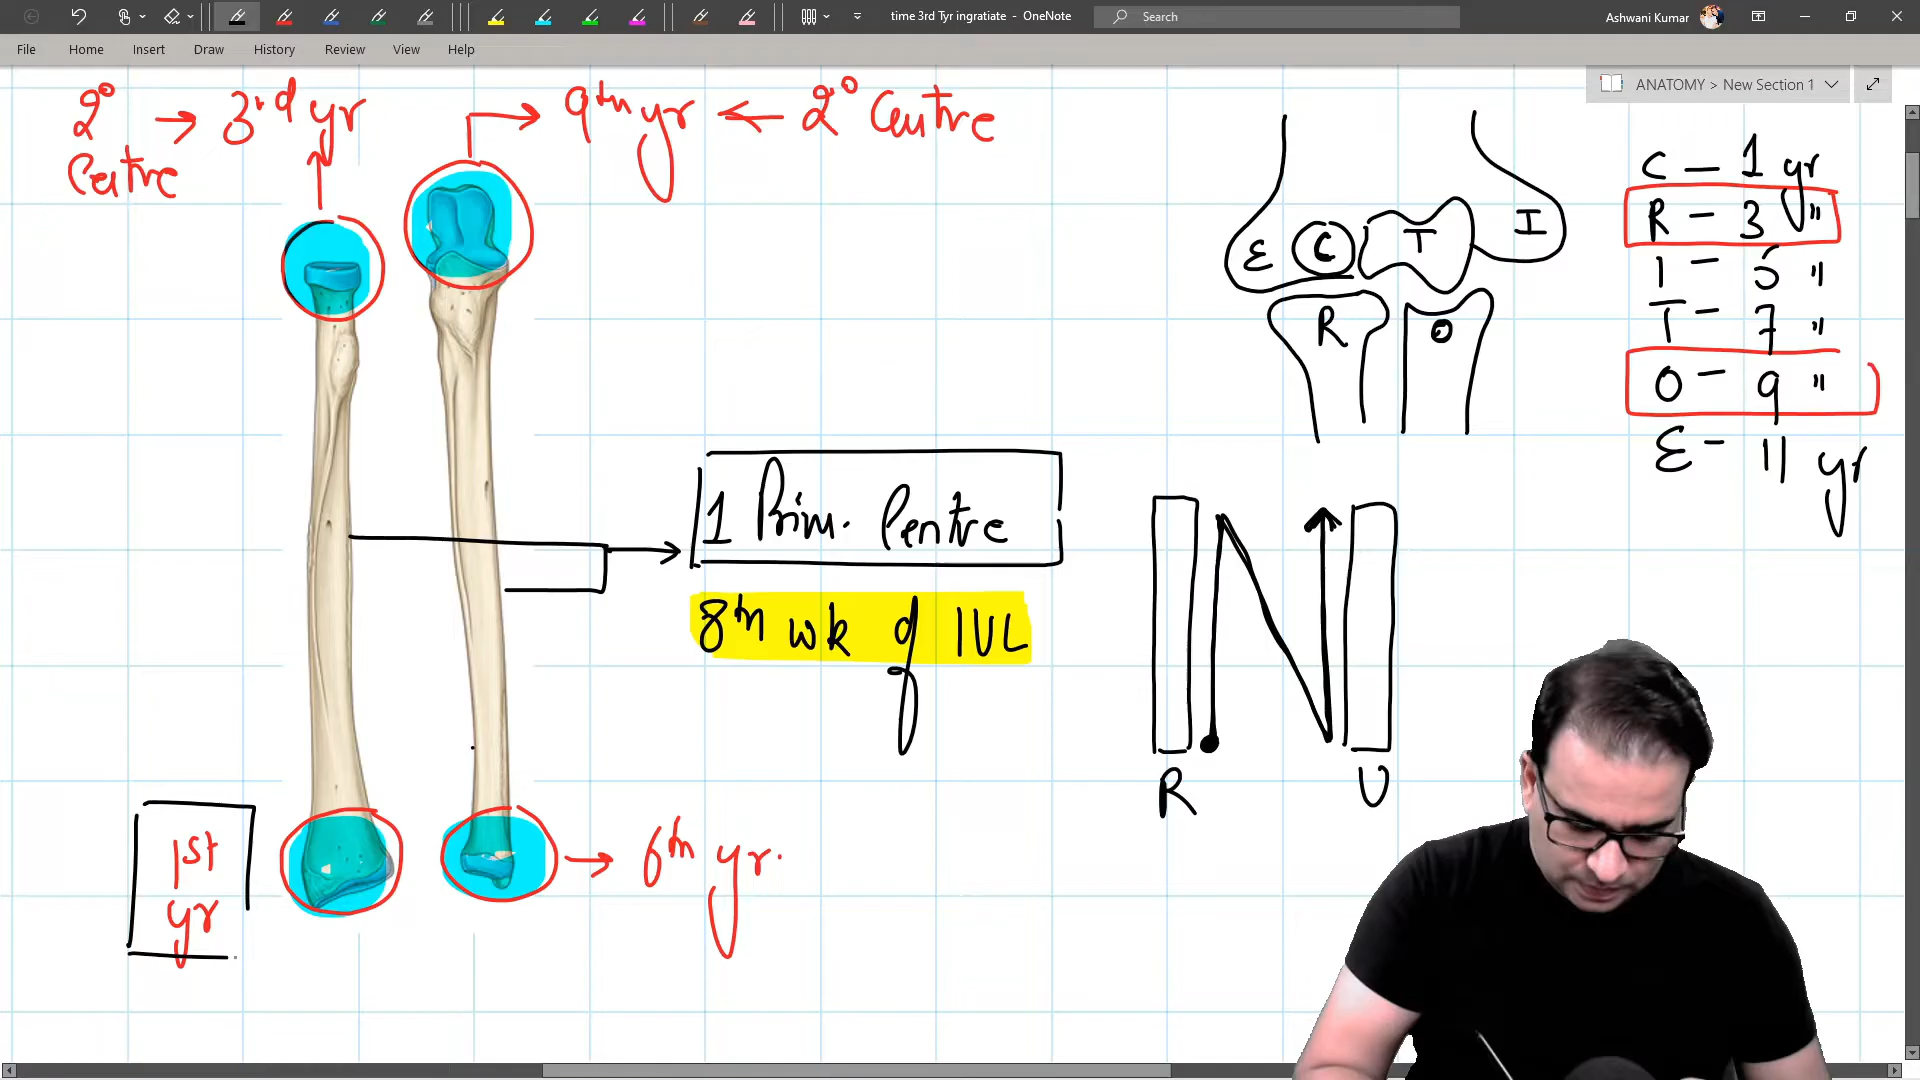 time 3rd Tyr ingratiate - OneNote
Search
Ashwani Kumar
File Home Insert Draw History Review View Help
ANATOMY > New Section 1
2° Centre → 3rd yr
9th yr ← 2° Centre
1 Prim. Centre
8th wk of IUL
1st
yr
6th yr.
E C T I
R O
R U
C — 1 yr
R — 3 "
I — 5 "
T — 7 "
O — 9 "
E — 11 yr